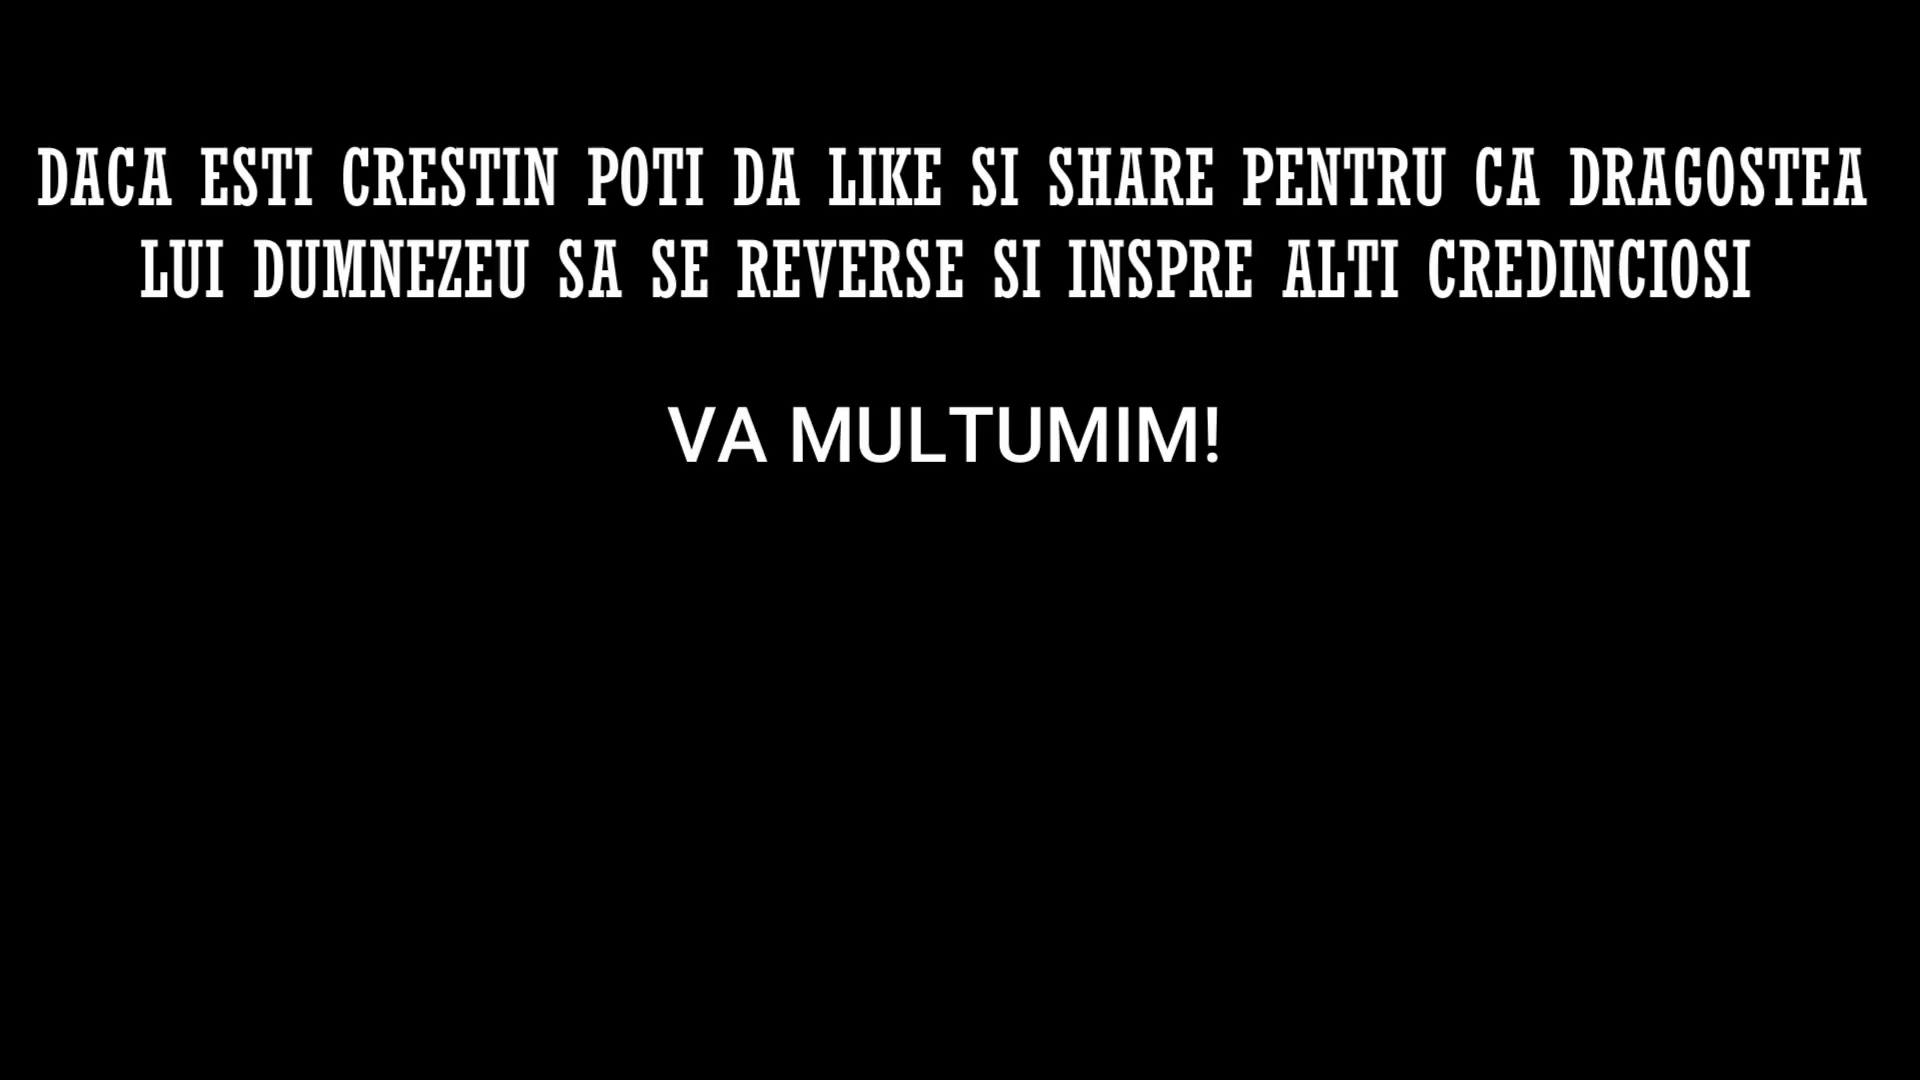 DACA ESTI CRESTIN POTI DA LIKE SI SHARE PENTRU CA DRAGOSTEA
LUI DUMNEZEU SA SE REVERSE SI INSPRE ALTI CREDINCIOSI
VA MULTUMIM!